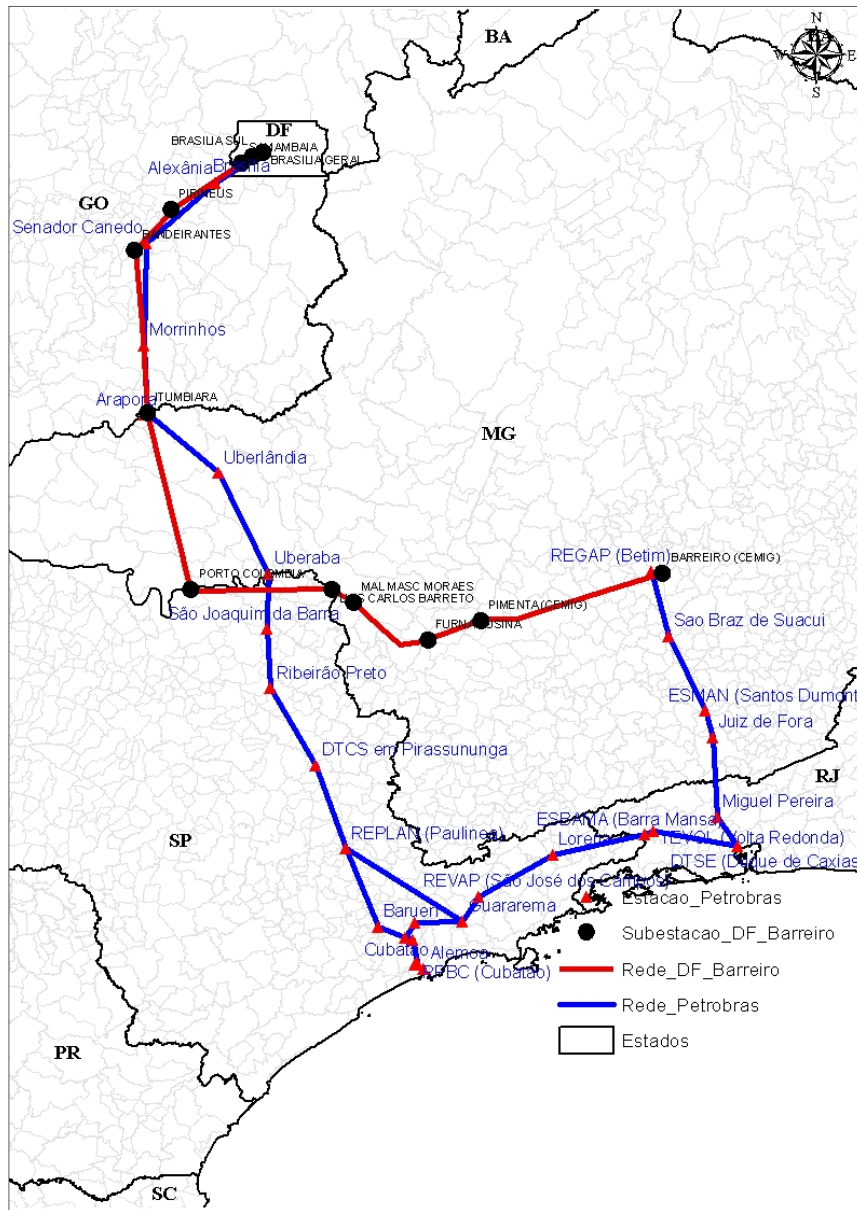 N
BA
W
E
S
DF
BRASILIA SUL
SAMAMBAIA
BRASILIA GERAL
Alexânia
Brasília
PIRINEUS
GO
Senador Canedo
BANDEIRANTES
Morrinhos
Araporã
ITUMBIARA
MG
Uberlândia
Uberaba
REGAP (Betim)
BARREIRO (CEMIG)
PORTO COLOMBIA
MAL MASC MORAES
CARLOS BARRETO
São Joaquim da Barra
PIMENTA (CEMIG)
Sao Braz de Suacui
Ribeirão Preto
ESMAN (Santos Dumont
Juiz de Fora
DTCS em Pirassununga
RJ
Miguel Pereira
SP
REPLAN (Paulinea)
ESBAMA (Barra Mansa)
TEVOL (Volta Redonda)
DTSE (Duque de Caxias
REVAP (São José dos Campos)
Guararema
Estacao_Petrobras
Barueri
Subestacao_DF_Barreiro
Cubatão
Alemoa
RPBC (Cubatão)
Rede_DF_Barreiro
Rede_Petrobras
Estados
PR
SC